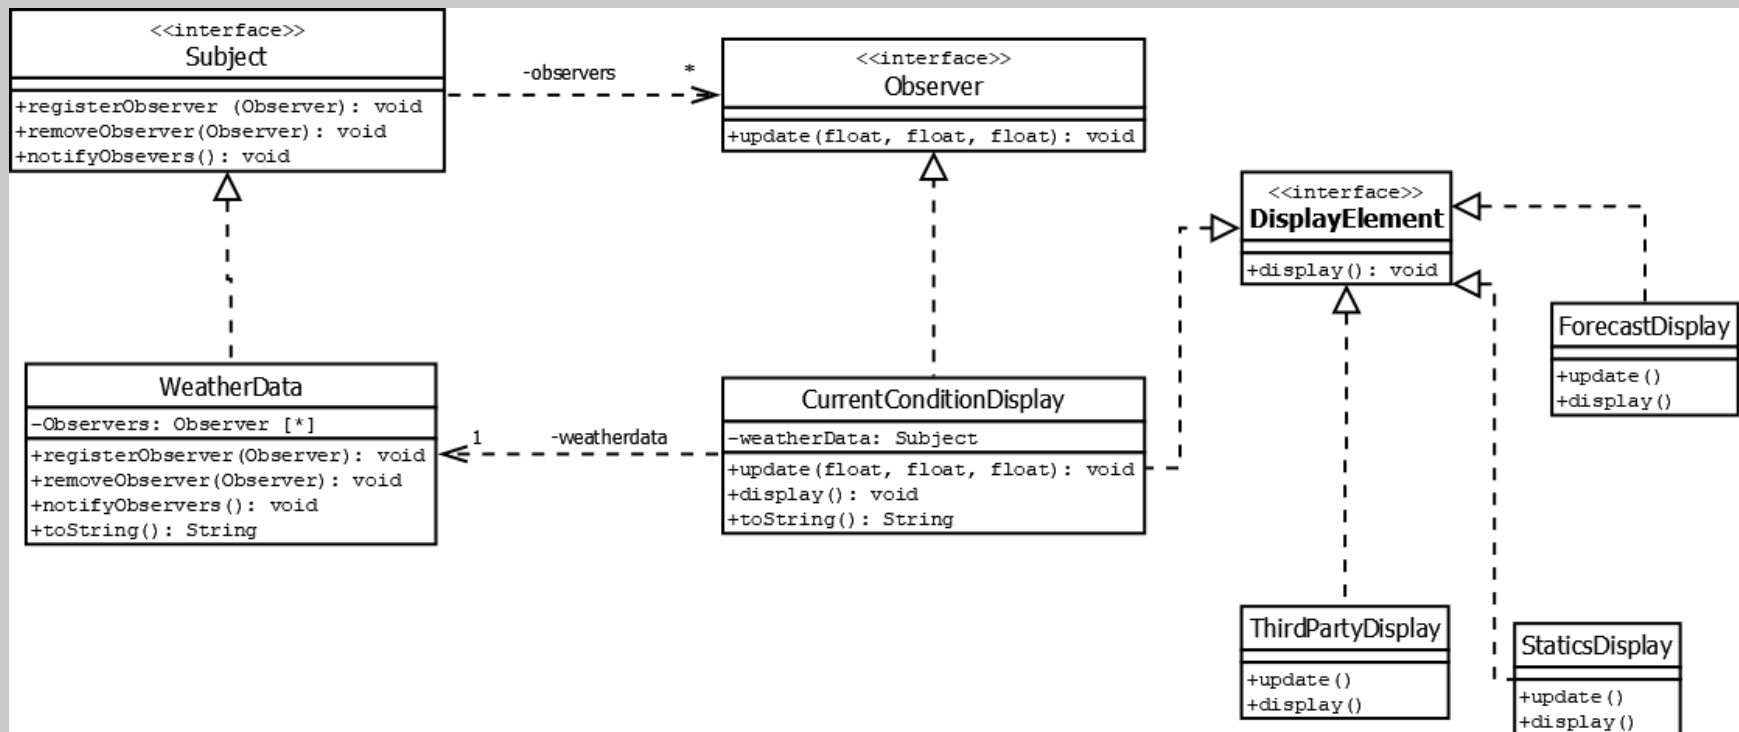 <<interface>>
Subject
+registerObserver (Observer): void
+removeObserver(Observer): void
+notifyObsevers(): void
-observers
*
<<interface>>
Observer
+update(float, float, float): void
<<interface>>
DisplayElement
+display(): void
ForecastDisplay
+update()
+display()
WeatherData
-Observers: Observer [*]
+registerObserver(Observer): void
+removeObserver(Observer): void
+notifyObservers(): void
+toString(): String
1
-weatherdata
CurrentConditionDisplay
-weatherData: Subject
+update(float, float, float): void
+display(): void
+toString(): String
ThirdPartyDisplay
+update()
+display()
StaticsDisplay
+update()
+display()